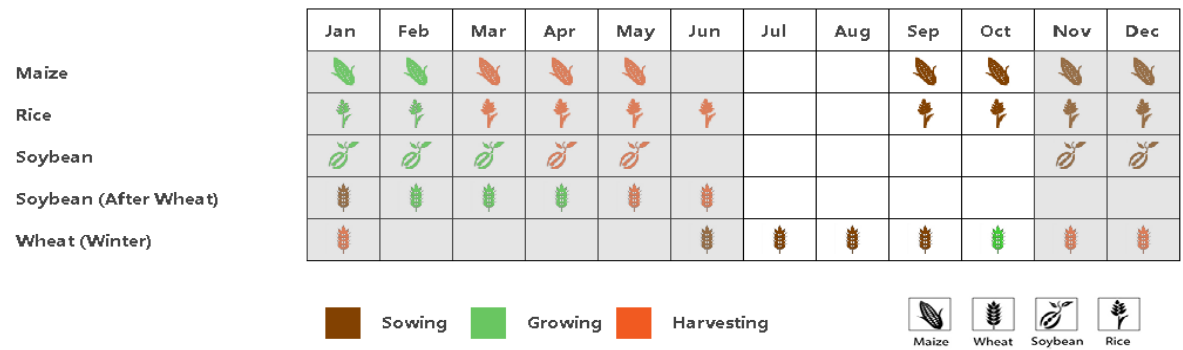 Jan Feb Mar Apr May Jun Jul Aug Sep Oct Nov Dec
Maize
Rice
Soybean
Soybean (After Wheat)
Wheat (Winter)
Sowing Growing Harvesting
Maize Wheat Soybean Rice